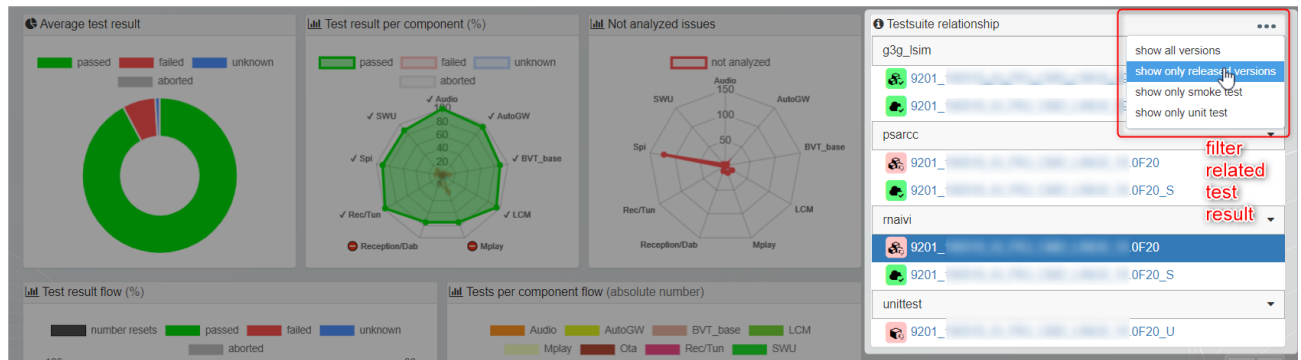 Average test result
passed failed unknown
aborted
Test result per component (%)
passed failed unknown
aborted
✓ Audio
100
80
60
40
20
✓ AutoGW
✓ BVT_base
✓ LCM
Mplay
Reception/Dab
✓ Rec/Tun
✓ Spi
✓ SWU
Not analyzed issues
not analyzed
Audio
150
100
50
AutoGW
BVT_base
LCM
Mplay
Reception/Dab
Rec/Tun
Spi
SWU
Testsuite relationship
show all versions
show only released versions
show only smoke test
show only unit test
filter
related
test
result
g3g_lsim
9201_
9201_
psarcc
9201_ 0F20
9201_ 0F20_S
rnaivi
9201_ 0F20
9201_ 0F20_S
unittest
9201_ 0F20_U
Test result flow (%)
number resets passed failed unknown
aborted
Tests per component flow (absolute number)
Audio AutoGW BVT_base LCM
Mplay Ota Rec/Tun SWU